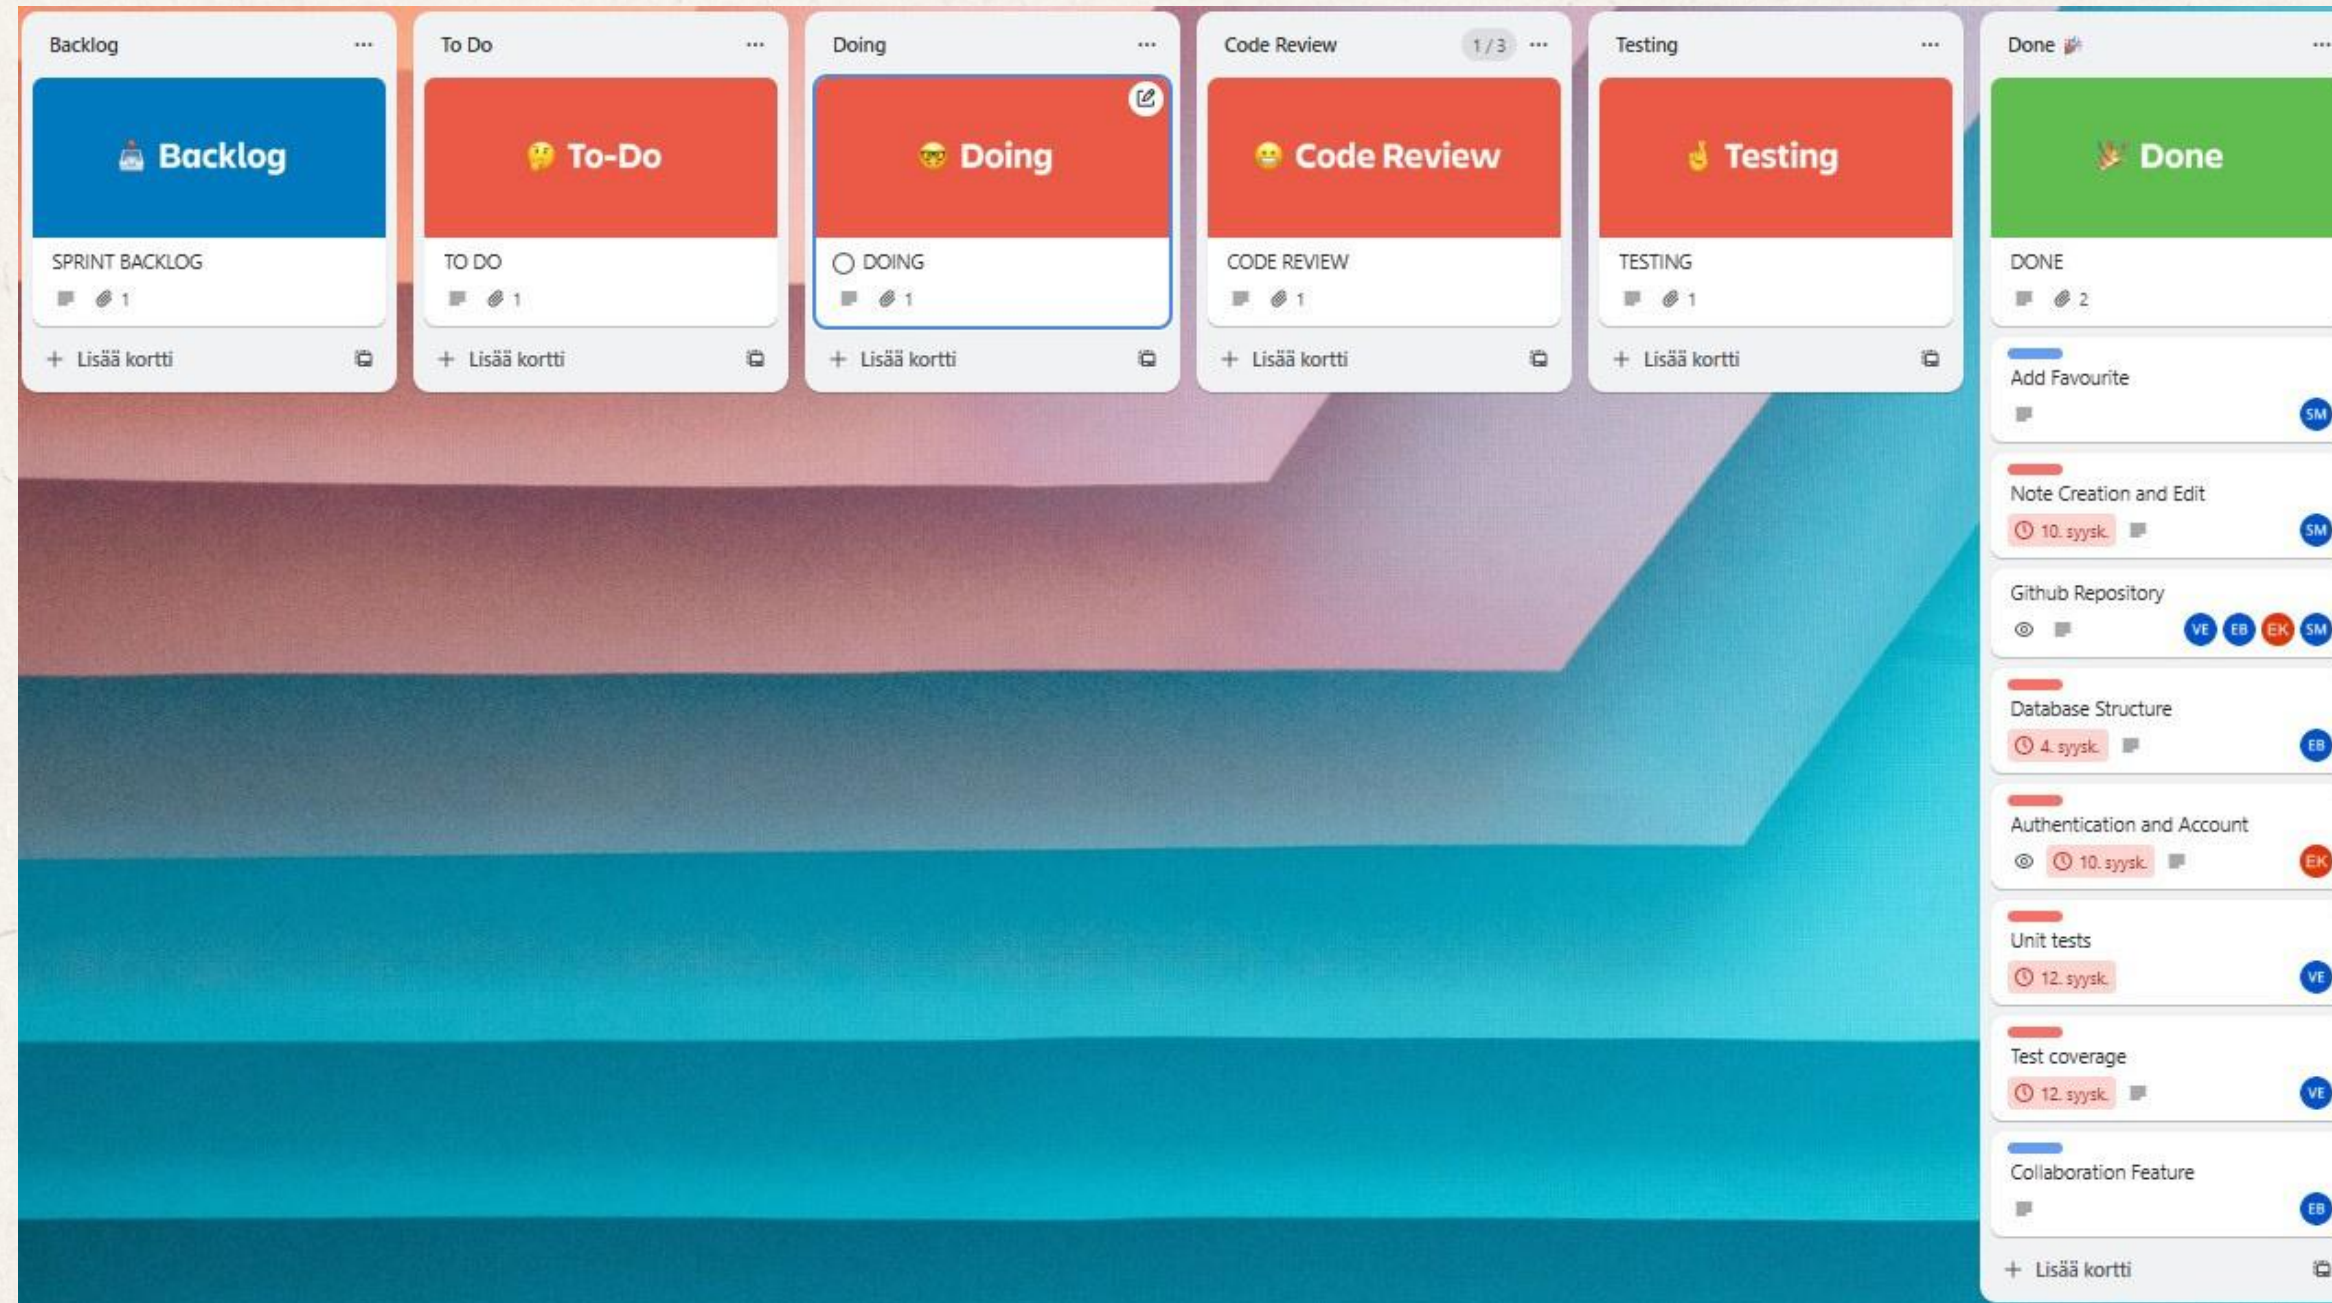 Backlog
Backlog
SPRINT BACKLOG
1
+ Lisää kortti
To Do
To-Do
TO DO
1
+ Lisää kortti
Doing
Doing
DOING
1
+ Lisää kortti
Code Review 1 / 3
Code Review
CODE REVIEW
1
+ Lisää kortti
Testing
Testing
TESTING
1
+ Lisää kortti
Done
Done
DONE
2
Add Favourite
SM
Note Creation and Edit
10. syysk. SM
Github Repository
VE EB EK SM
Database Structure
4. syysk. EB
Authentication and Account
10. syysk. EK
Unit tests
12. syysk. VE
Test coverage
12. syysk. VE
Collaboration Feature
EB
+ Lisää kortti